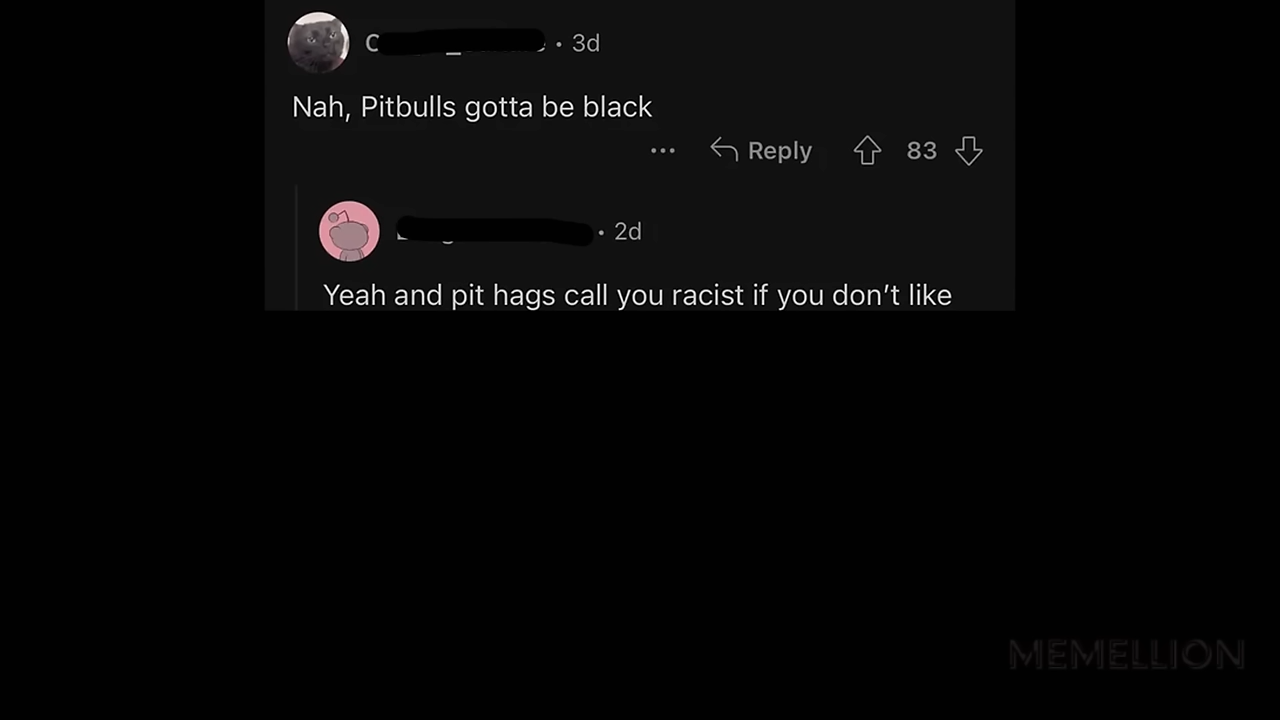 · 3d
Nah, Pitbulls gotta be black
··· Reply 83
· 2d
Yeah and pit hags call you racist if you don’t like
MEMELLION